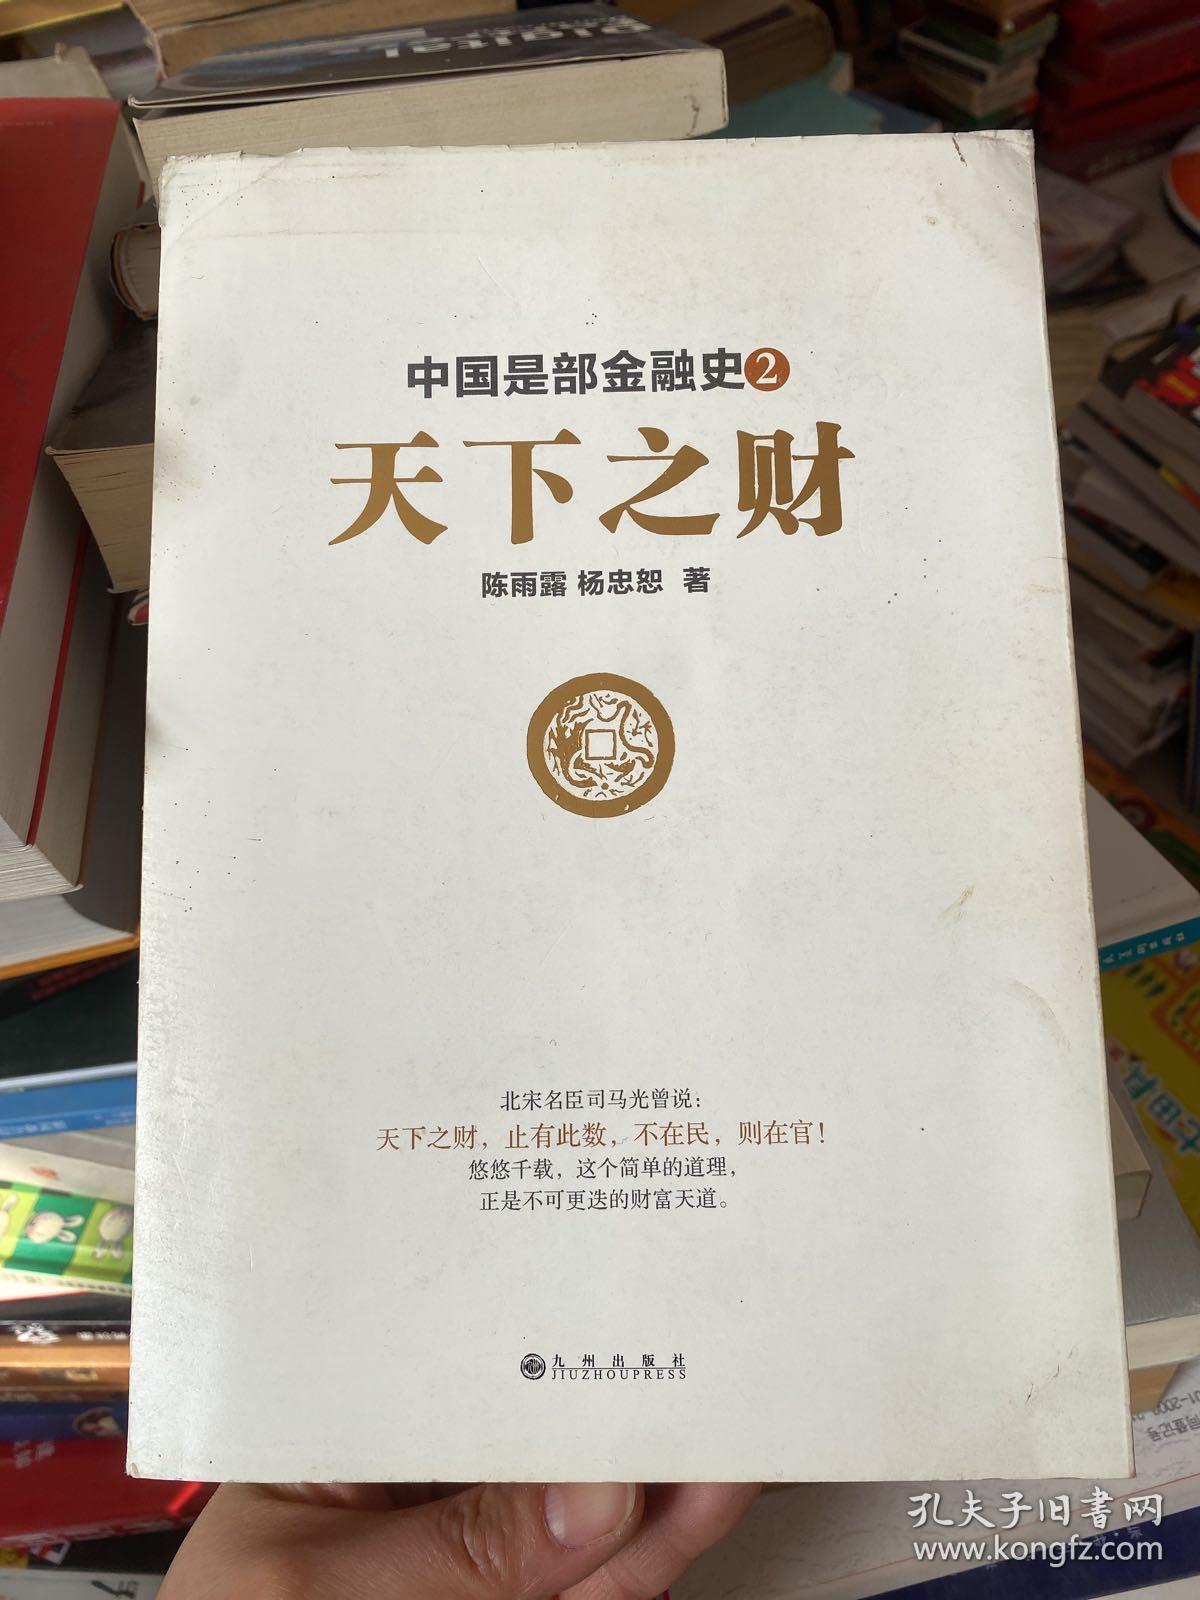 Digital
中国是部金融史2
天下之财
陈雨露 杨忠恕 著
北宋名臣司马光曾说：
天下之财，止有此数，不在民，则在官！
悠悠千载，这个简单的道理，
正是不可更迭的财富天道。
九州出版社
JIUZHOUPRESS
孔夫子旧書网
www.kongfz.com